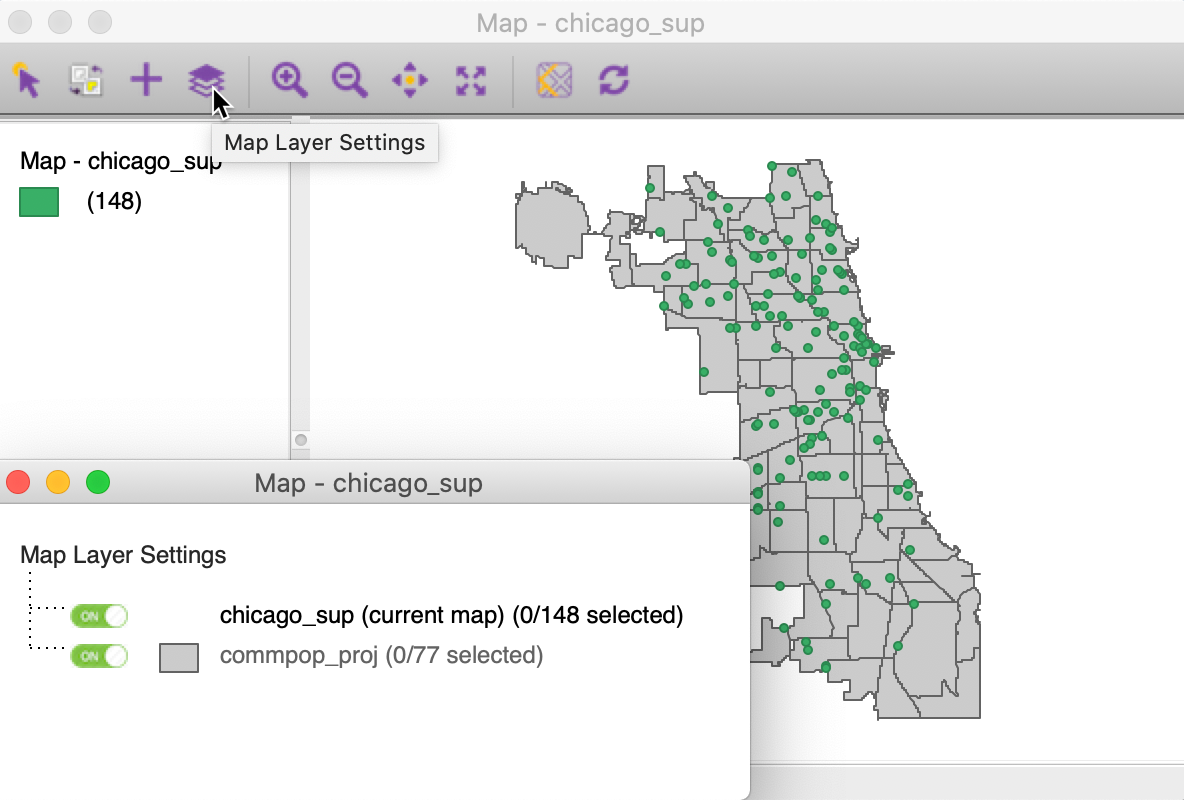 Map - chicago_sup
Map Layer Settings
Map - chicago_sup
(148)
Map - chicago_sup
Map Layer Settings
ON chicago_sup (current map) (0/148 selected)
ON commpop_proj (0/77 selected)